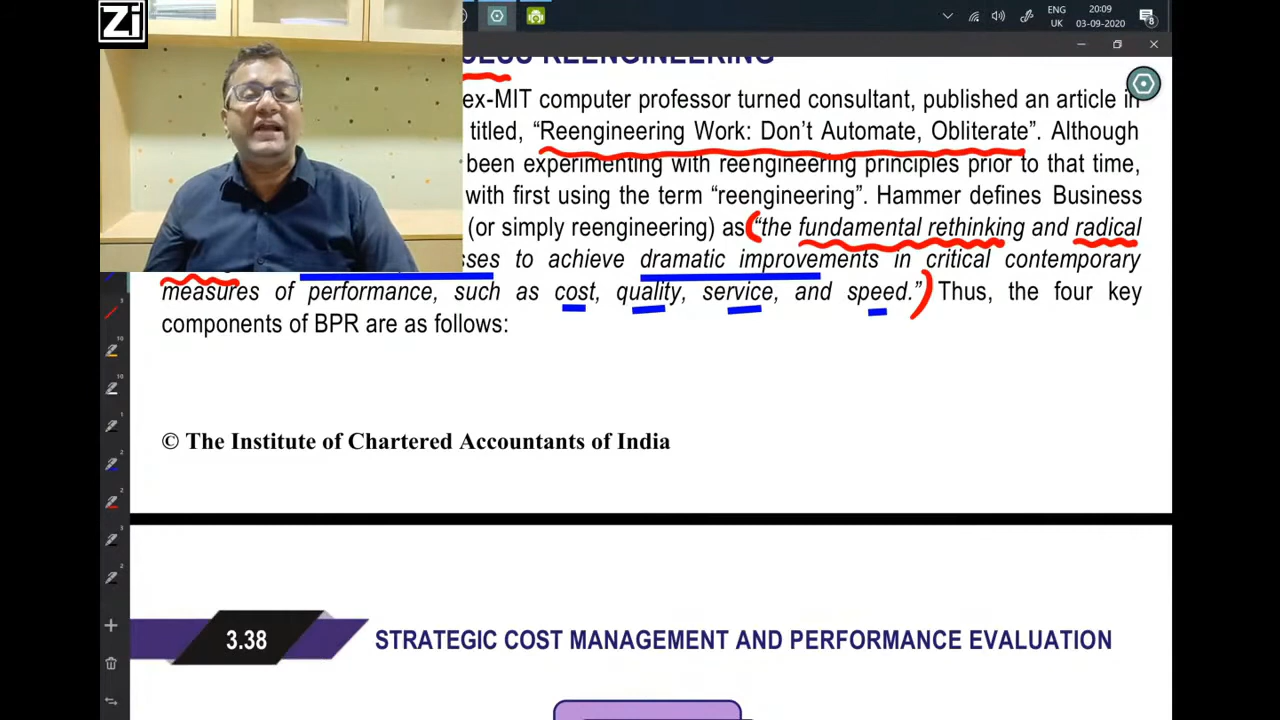 Zi
ENG
UK
20:09
03-09-2020
8
REENGINEERING
ex-MIT computer professor turned consultant, published an article in
titled, “Reengineering Work: Don’t Automate, Obliterate”. Although
been experimenting with reengineering principles prior to that time,
with first using the term “reengineering”. Hammer defines Business
(or simply reengineering) as “the fundamental rethinking and radical
to achieve dramatic improvements in critical contemporary
measures of performance, such as cost, quality, service, and speed.” Thus, the four key
components of BPR are as follows:
© The Institute of Chartered Accountants of India
3.38
STRATEGIC COST MANAGEMENT AND PERFORMANCE EVALUATION